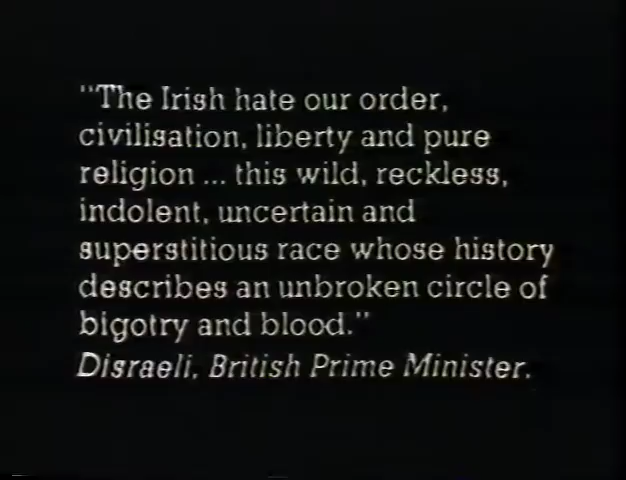 "The Irish hate our order,
civilisation, liberty and pure
religion ... this wild, reckless,
indolent, uncertain and
superstitious race whose history
describes an unbroken circle of
bigotry and blood."
Disraeli, British Prime Minister.